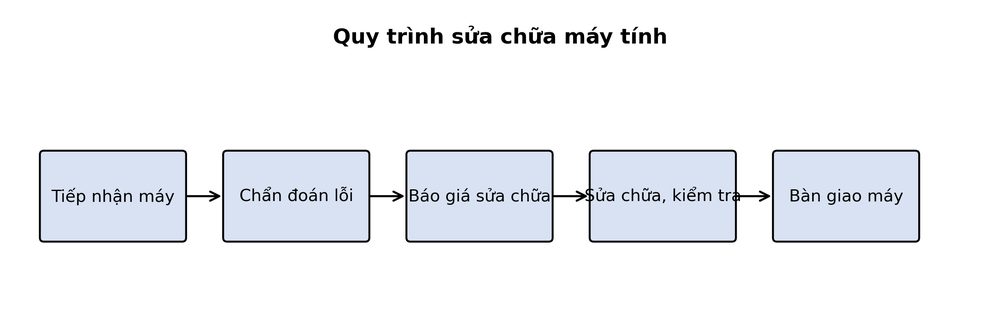 Quy trình sửa chữa máy tính
Tiếp nhận máy
Chẩn đoán lỗi
Báo giá sửa chữa
Sửa chữa, kiểm tra
Bàn giao máy